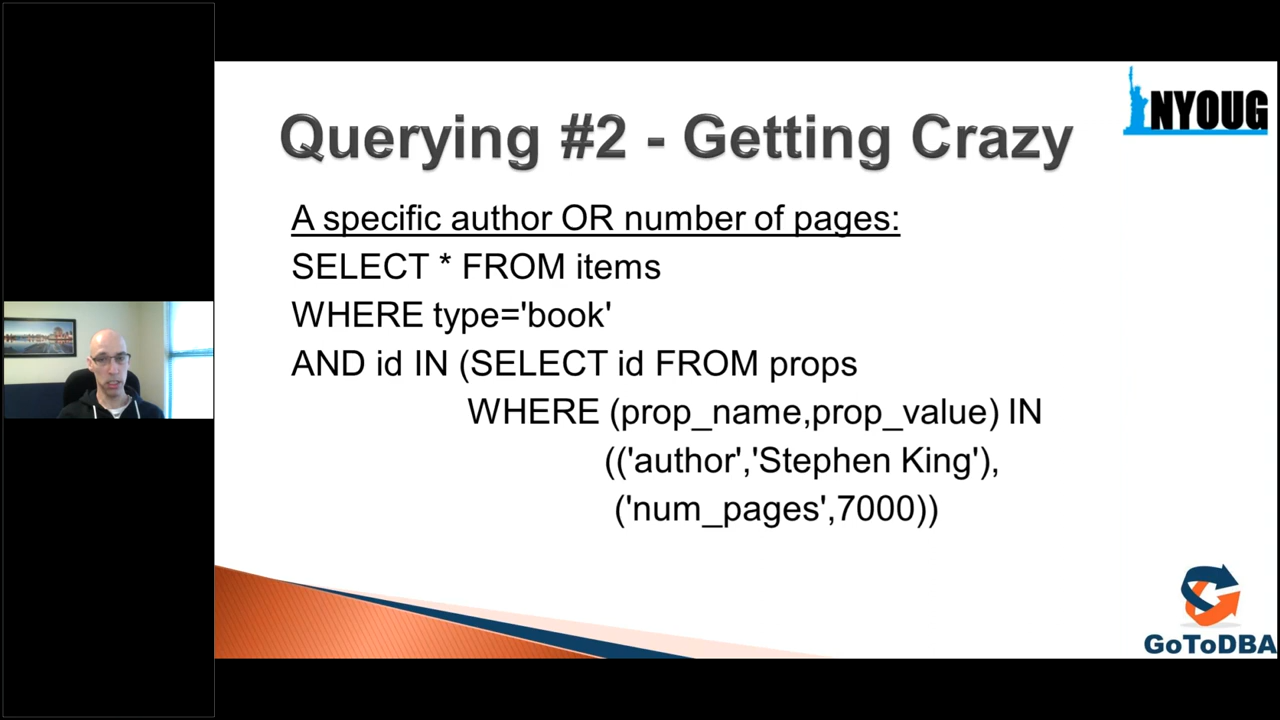 NYOUG
Querying #2 - Getting Crazy
A specific author OR number of pages:
SELECT * FROM items
WHERE type='book'
AND id IN (SELECT id FROM props
WHERE (prop_name,prop_value) IN
(('author','Stephen King'),
('num_pages',7000))
GoToDBA